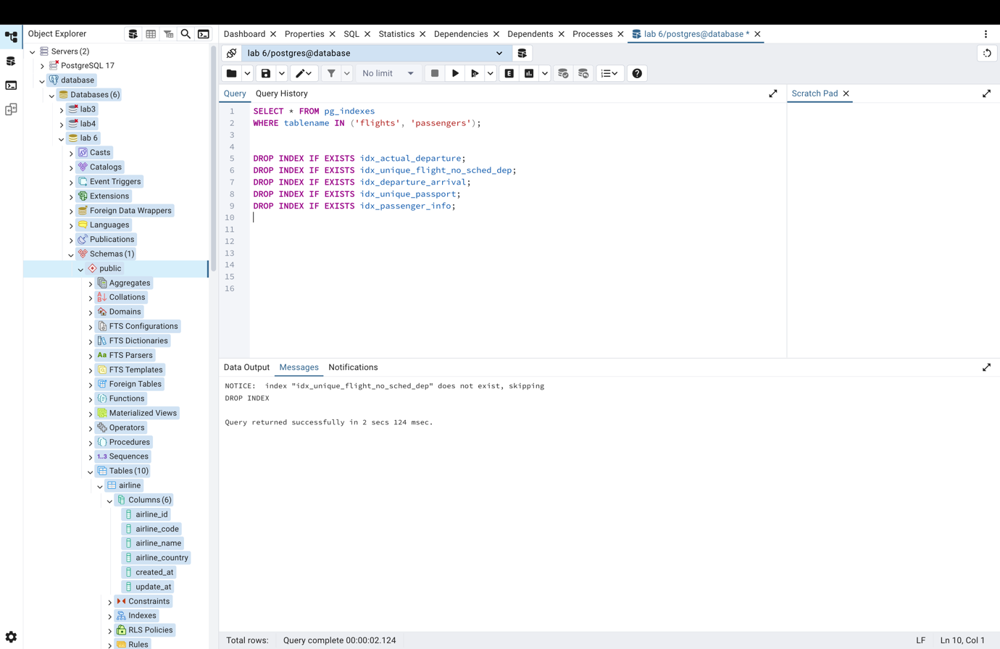 Object Explorer
Servers (2)
PostgreSQL 17
database
Databases (6)
lab3
lab4
lab 6
Casts
Catalogs
Event Triggers
Extensions
Foreign Data Wrappers
Languages
Publications
Schemas (1)
public
Aggregates
Collations
Domains
FTS Configurations
FTS Dictionaries
Aa FTS Parsers
FTS Templates
Foreign Tables
Functions
Materialized Views
Operators
Procedures
1..3 Sequences
Tables (10)
airline
Columns (6)
airline_id
airline_code
airline_name
airline_country
created_at
update_at
Constraints
Indexes
RLS Policies
Rules
Dashboard Properties SQL Statistics Dependencies Dependents Processes lab 6/postgres@database *
lab 6/postgres@database
No limit E
Query Query History
1 SELECT * FROM pg_indexes
2 WHERE tablename IN ('flights', 'passengers');
3
4
5 DROP INDEX IF EXISTS idx_actual_departure;
6 DROP INDEX IF EXISTS idx_unique_flight_no_sched_dep;
7 DROP INDEX IF EXISTS idx_departure_arrival;
8 DROP INDEX IF EXISTS idx_unique_passport;
9 DROP INDEX IF EXISTS idx_passenger_info;
10
11
12
13
14
15
16
Scratch Pad
Data Output Messages Notifications
NOTICE:  index "idx_unique_flight_no_sched_dep" does not exist, skipping
DROP INDEX
Query returned successfully in 2 secs 124 msec.
Total rows: Query complete 00:00:02.124 LF Ln 10, Col 1